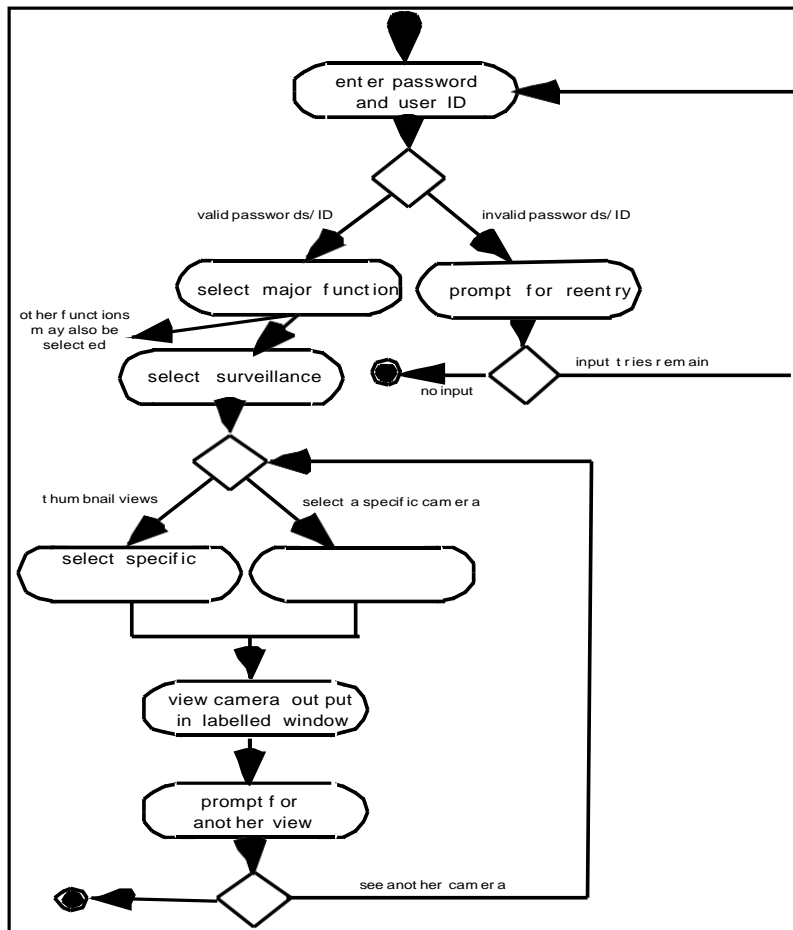 enter password
and user ID
valid passwords/ID
invalid passwords/ID
select major function
prompt for reentry
other functions
may also be
selected
input tries remain
select surveillance
no input
thumbnail views
select a specific camera
select specific
view camera output
in labelled window
prompt for
another view
see another camera